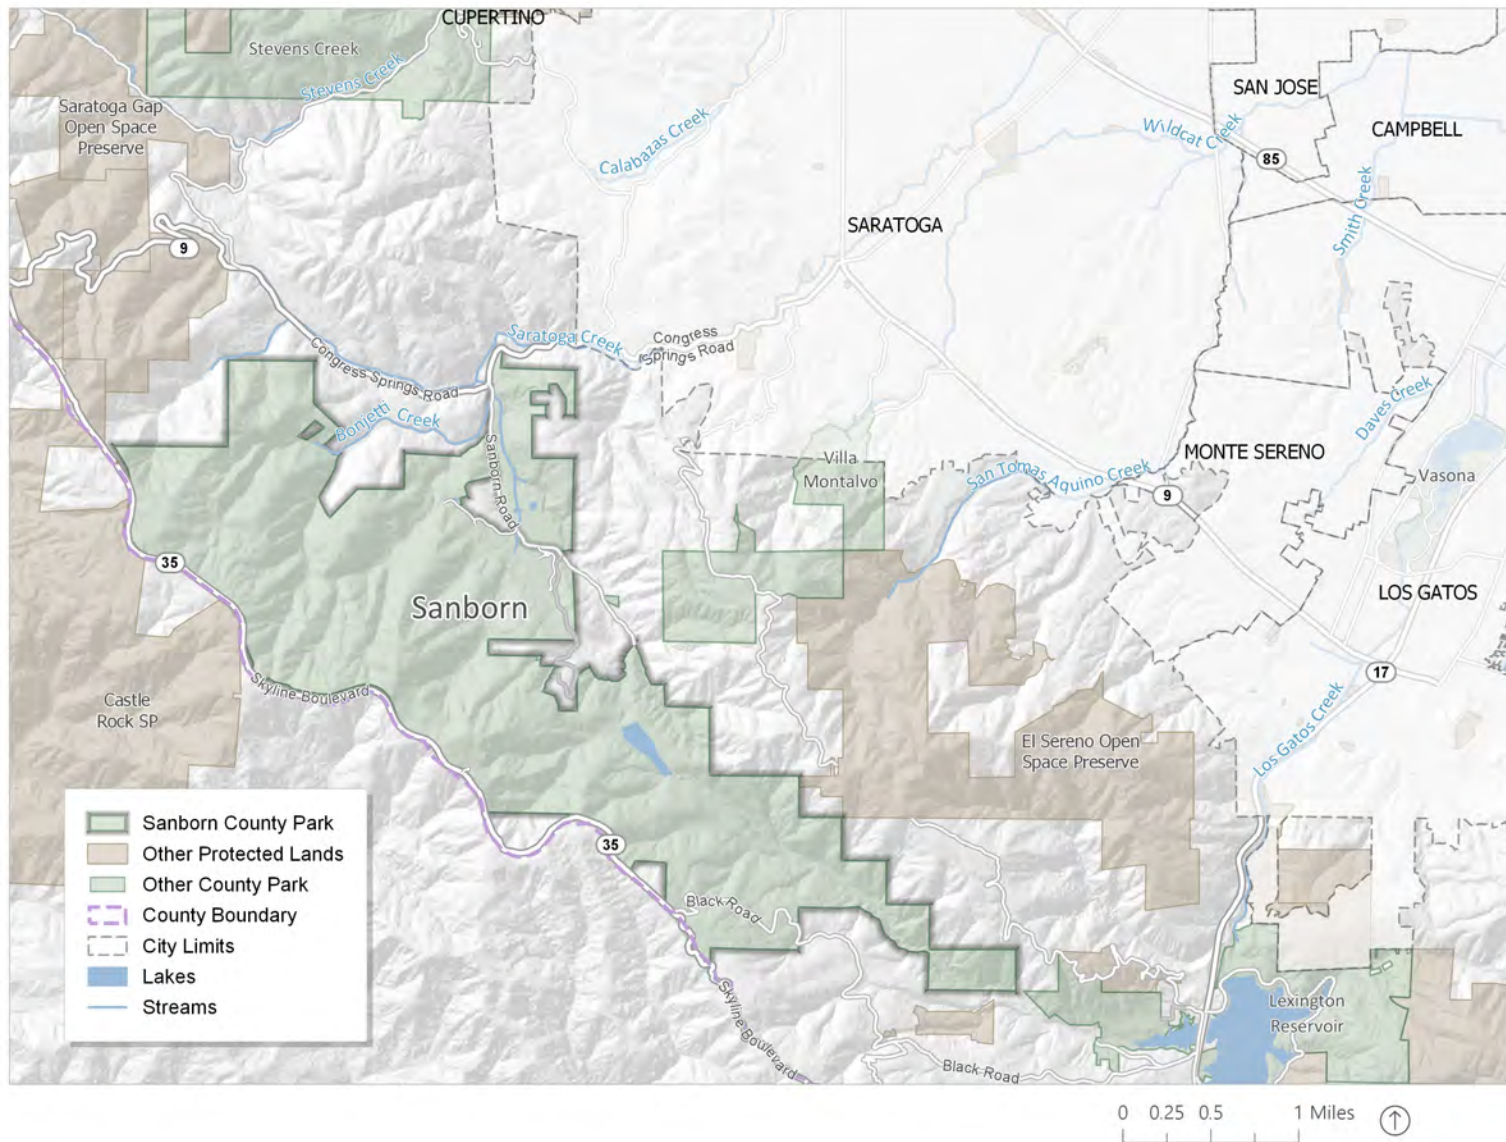 CUPERTINO
Stevens Creek
Stevens Creek
SAN JOSE
Saratoga Gap
Open Space
Preserve
Calabazas Creek
Wildcat Creek
CAMPBELL
85
Smith Creek
SARATOGA
9
Saratoga Creek
Congress
Springs Road
Congress Springs Road
Bonjetti Creek
Daves Creek
Sanborn Road
Villa
Montalvo
San Tomas Aquino Creek
MONTE SERENO
Vasona
9
35
Sanborn
LOS GATOS
17
Skyline Boulevard
Castle
Rock SP
Los Gatos Creek
El Sereno Open
Space Preserve
35
Black Road
Skyline Boulevard
Black Road
Lexington
Reservoir
Sanborn County Park
Other Protected Lands
Other County Park
County Boundary
City Limits
Lakes
Streams
0 0.25 0.5 1 Miles